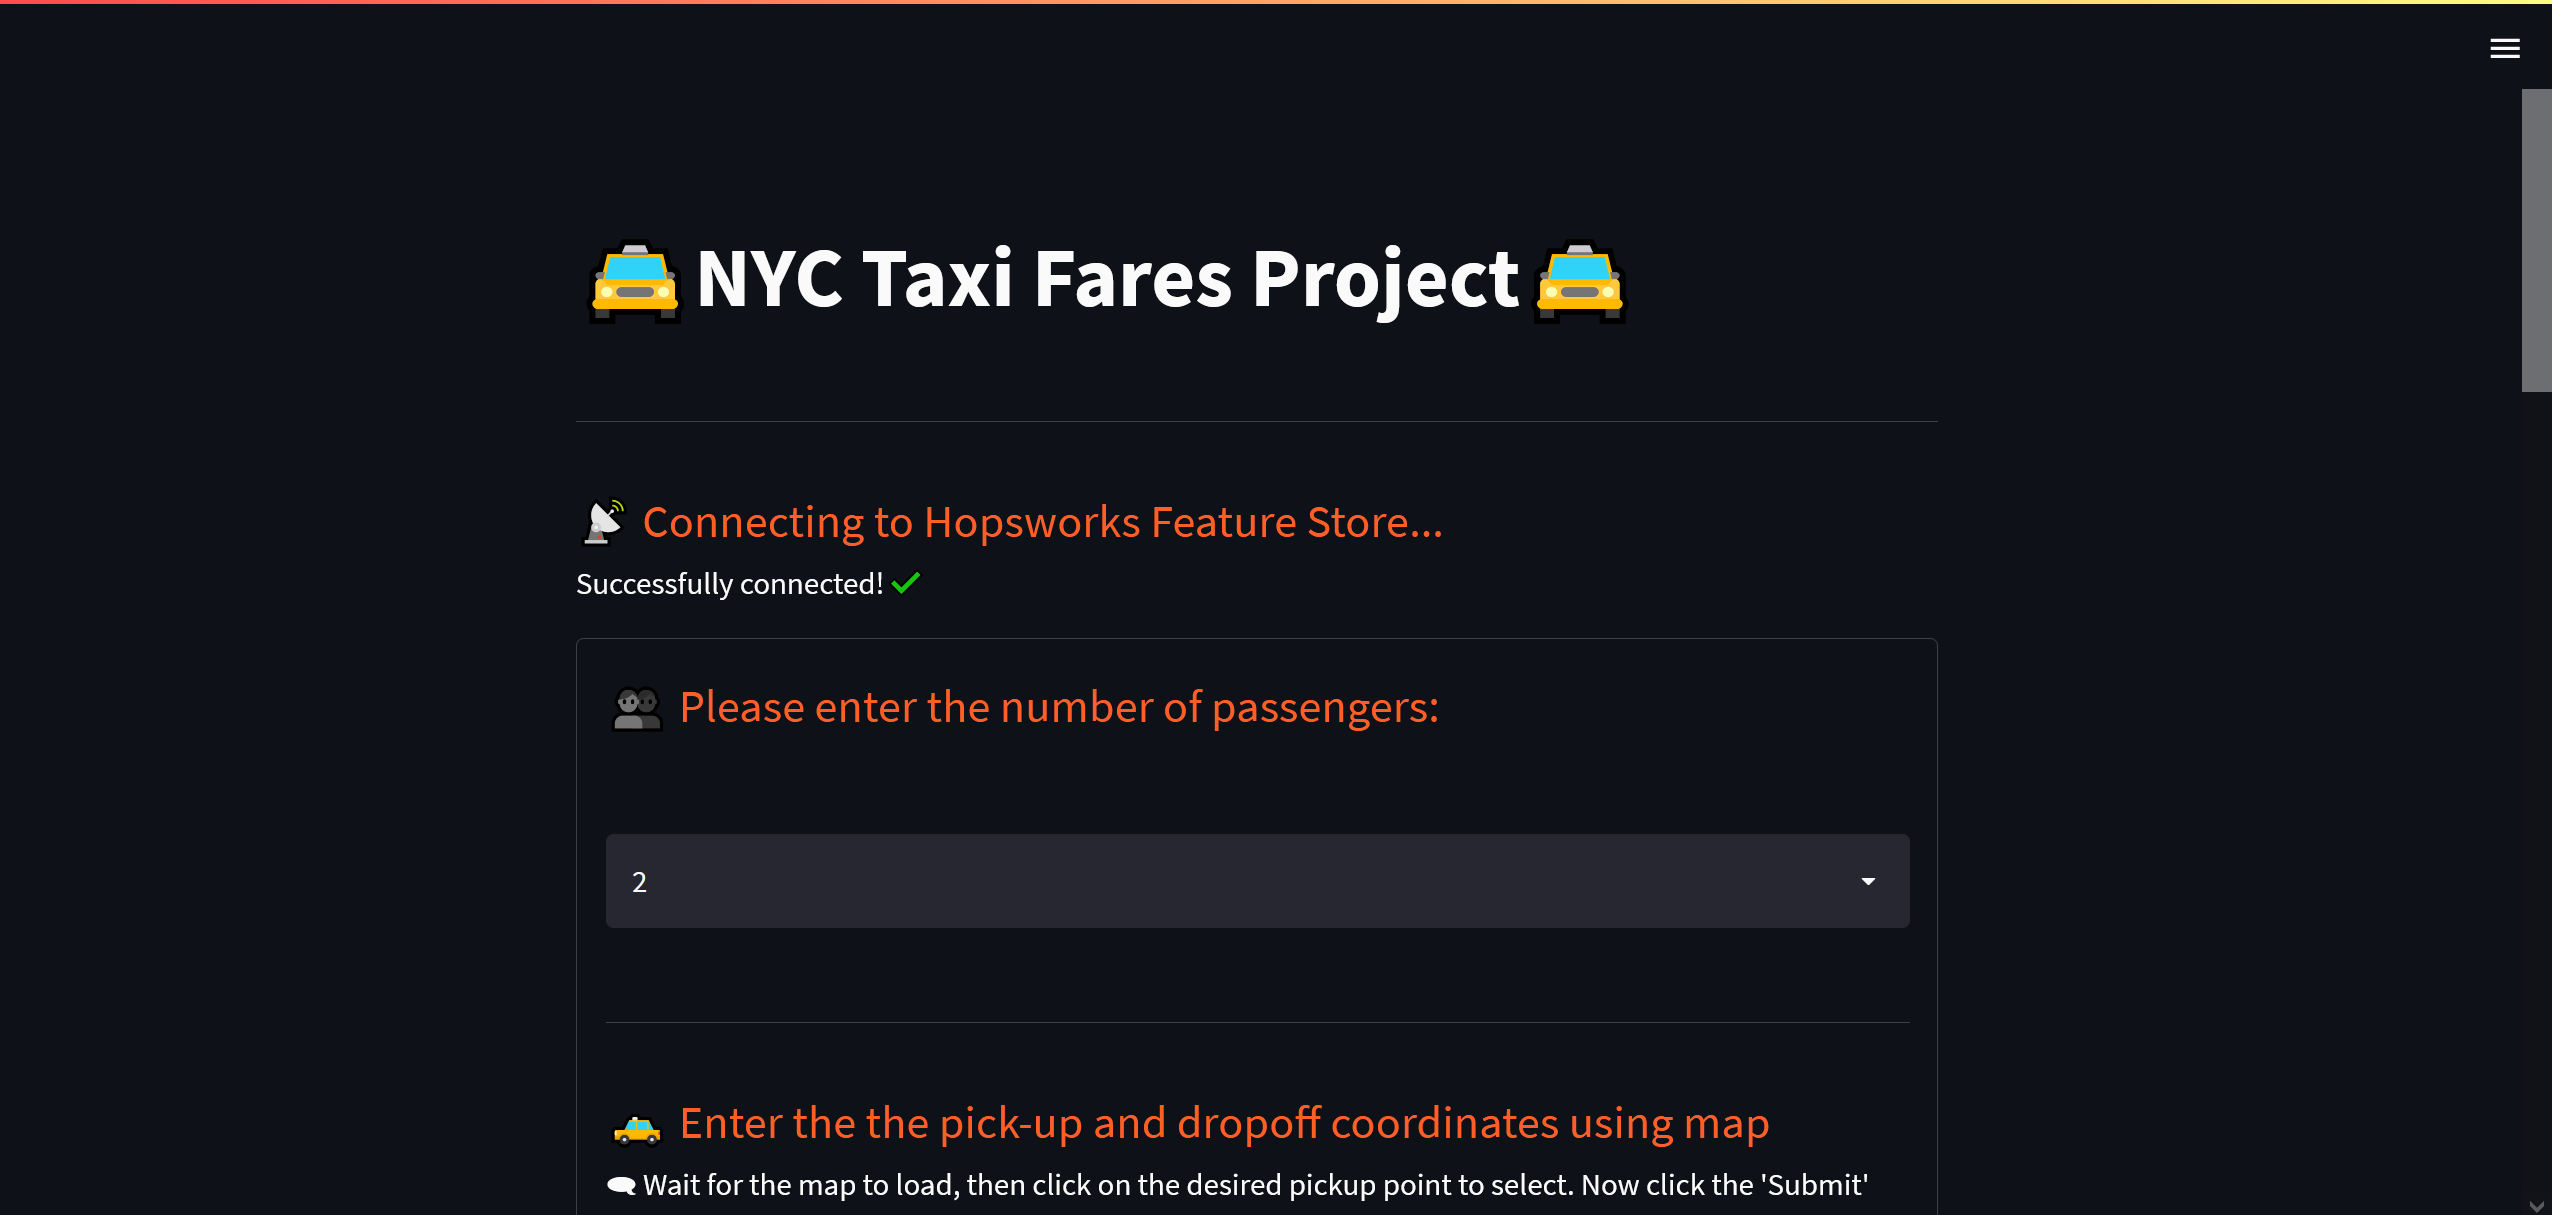 NYC Taxi Fares Project
Connecting to Hopsworks Feature Store...
Successfully connected!
Please enter the number of passengers:
2
Enter the the pick-up and dropoff coordinates using map
Wait for the map to load, then click on the desired pickup point to select. Now click the 'Submit'